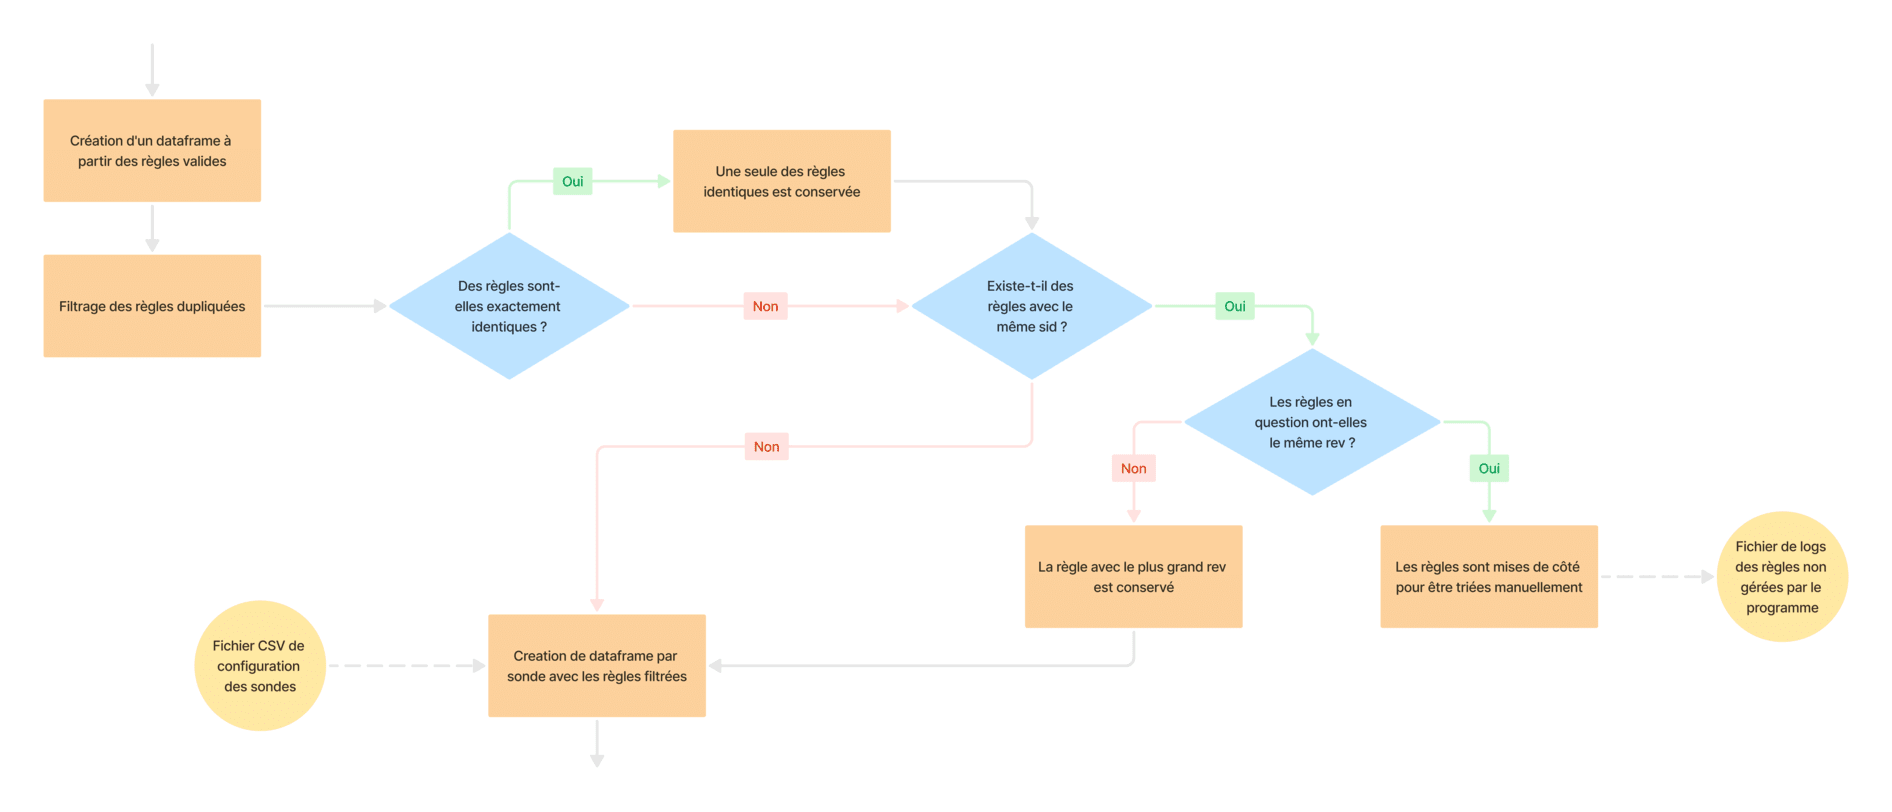 Création d'un dataframe à
partir des règles valides
Filtrage des règles dupliquées
Des règles sont-
elles exactement
identiques ?
Oui
Une seule des règles
identiques est conservée
Non
Existe-t-il des
règles avec le
même sid ?
Oui
Non
Les règles en
question ont-elles
le même rev ?
Non
Oui
La règle avec le plus grand rev
est conservé
Les règles sont mises de côté
pour être triées manuellement
Fichier de logs
des règles non
gérées par le
programme
Fichier CSV de
configuration
des sondes
Creation de dataframe par
sonde avec les règles filtrées